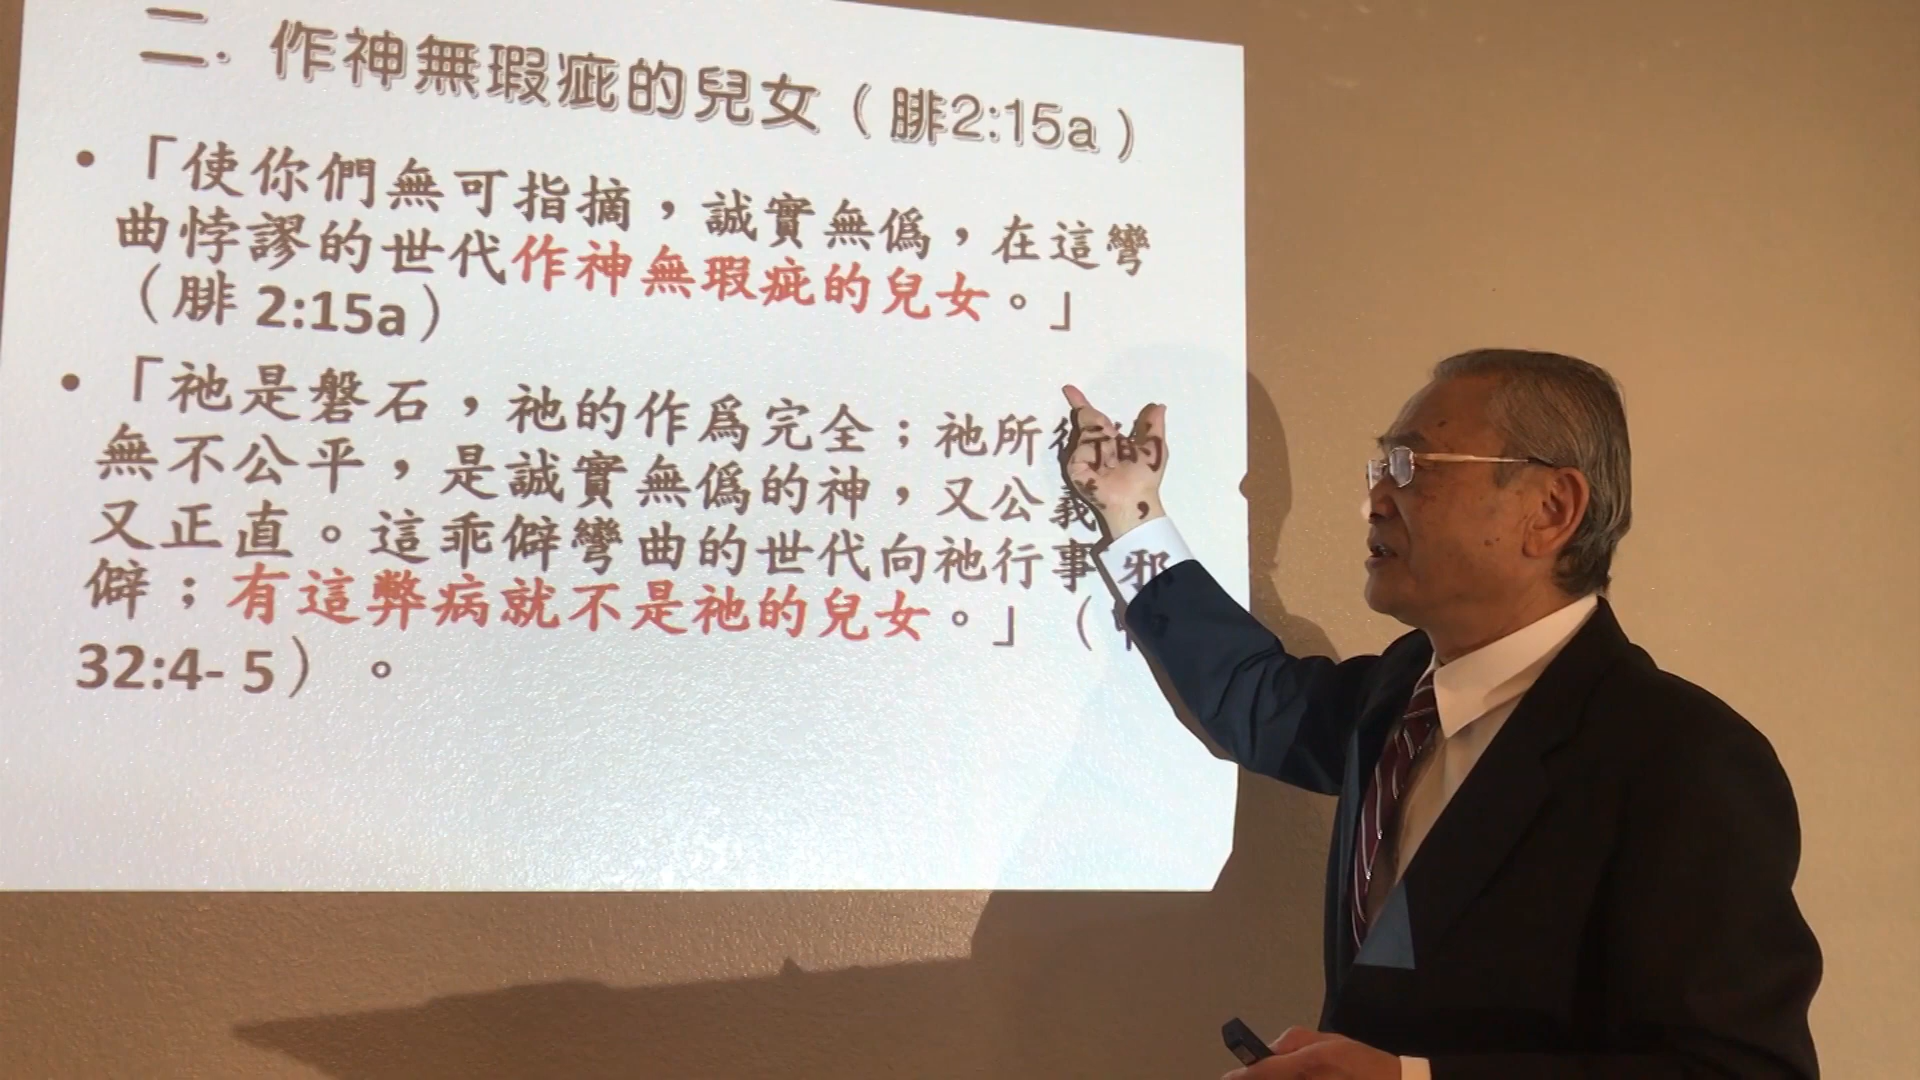 二. 作神無瑕疵的兒女（腓2:15a）
• 「使你們無可指摘，誠實無偽，在這彎
曲悖謬的世代作神無瑕疵的兒女。」
（腓 2:15a）
• 「祂是磐石，祂的作爲完全；祂所行的
無不公平，是誠實無偽的神，又公義，
又正直。這乖僻彎曲的世代向祂行事邪
僻；有這弊病就不是祂的兒女。」（
32:4- 5） 。